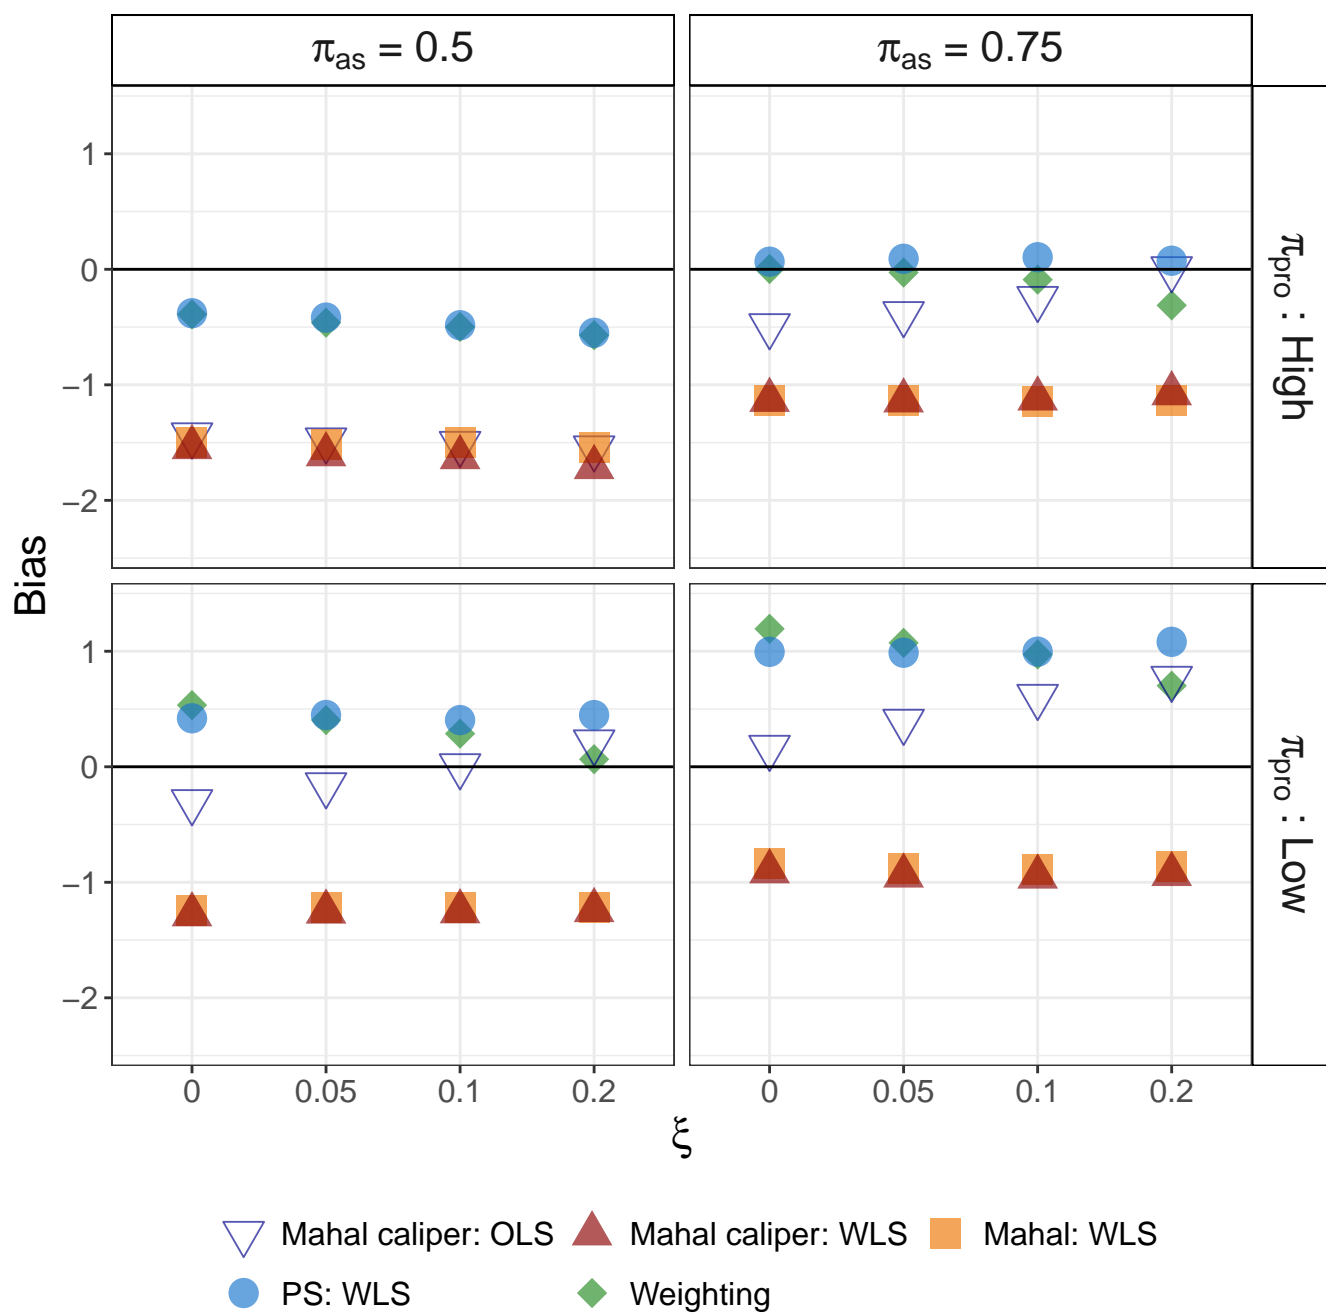 π_as = 0.5
π_as = 0.75
1
0
−1
−2
π_pro : High
Bias
1
0
−1
−2
π_pro : Low
0 0.05 0.1 0.2
0 0.05 0.1 0.2
ξ
Mahal caliper: OLS Mahal caliper: WLS Mahal: WLS
PS: WLS Weighting